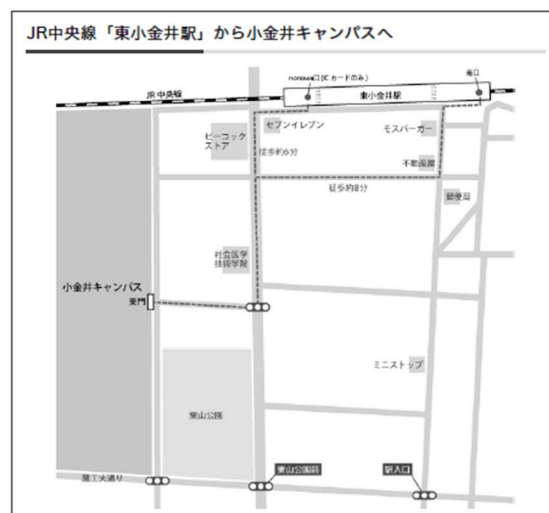 JR中央線「東小金井駅」から小金井キャンパスへ
nonowa口(ICカードのみ)
南口
JR中央線
東小金井駅
セブンイレブン
モスバーガー
ピーコック
ストア
徒歩約6分
不動産屋
徒歩約8分
郵便局
社会医学
技術学院
小金井キャンパス
東門
ミニストップ
栗山公園
農工大通り
栗山公園前
駅入口